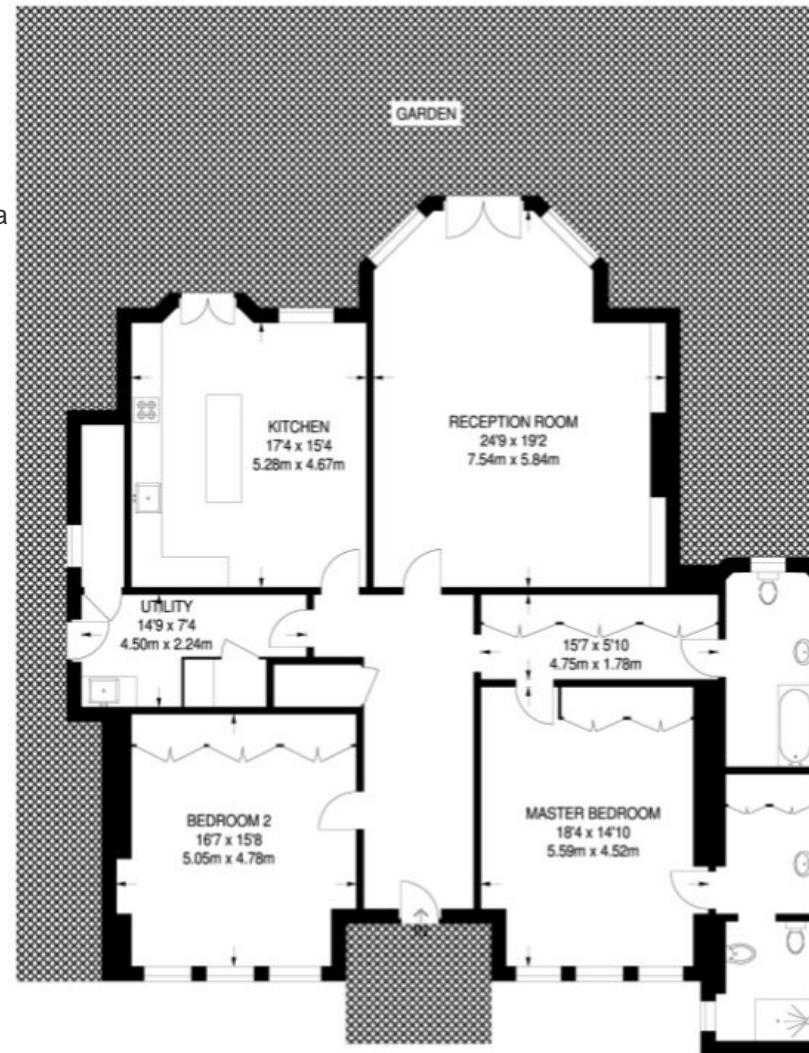 GARDEN
a
KITCHEN
17'4 x 15'4
5.28m x 4.67m
RECEPTION ROOM
24'9 x 19'2
7.54m x 5.84m
UTILITY
14'9 x 7'4
4.50m x 2.24m
15'7 x 5'10
4.75m x 1.78m
BEDROOM 2
16'7 x 15'8
5.05m x 4.78m
MASTER BEDROOM
18'4 x 14'10
5.59m x 4.52m
IN